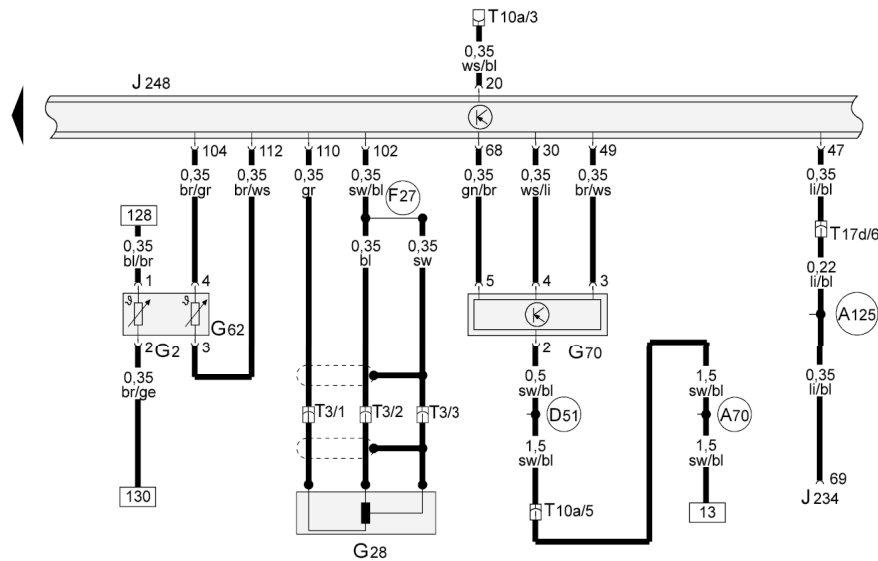 T10a/3
0,35
ws/bl
20
J 248
104
112
110
102
68
30
49
47
0,35
br/gr
0,35
br/ws
0,35
gr
0,35
sw/bl
0,35
gn/br
0,35
ws/li
0,35
br/ws
0,35
li/bl
F27
128
0,35
bl/br
0,35
bl
0,35
sw
T17d/6
0,22
li/bl
1
4
5
4
3
G62
A125
2
G2
3
2
G70
0,35
br/ge
0,5
sw/bl
1,5
sw/bl
0,35
li/bl
T3/1
T3/2
T3/3
D51
A70
1,5
sw/bl
1,5
sw/bl
69
J234
130
T10a/5
13
G28